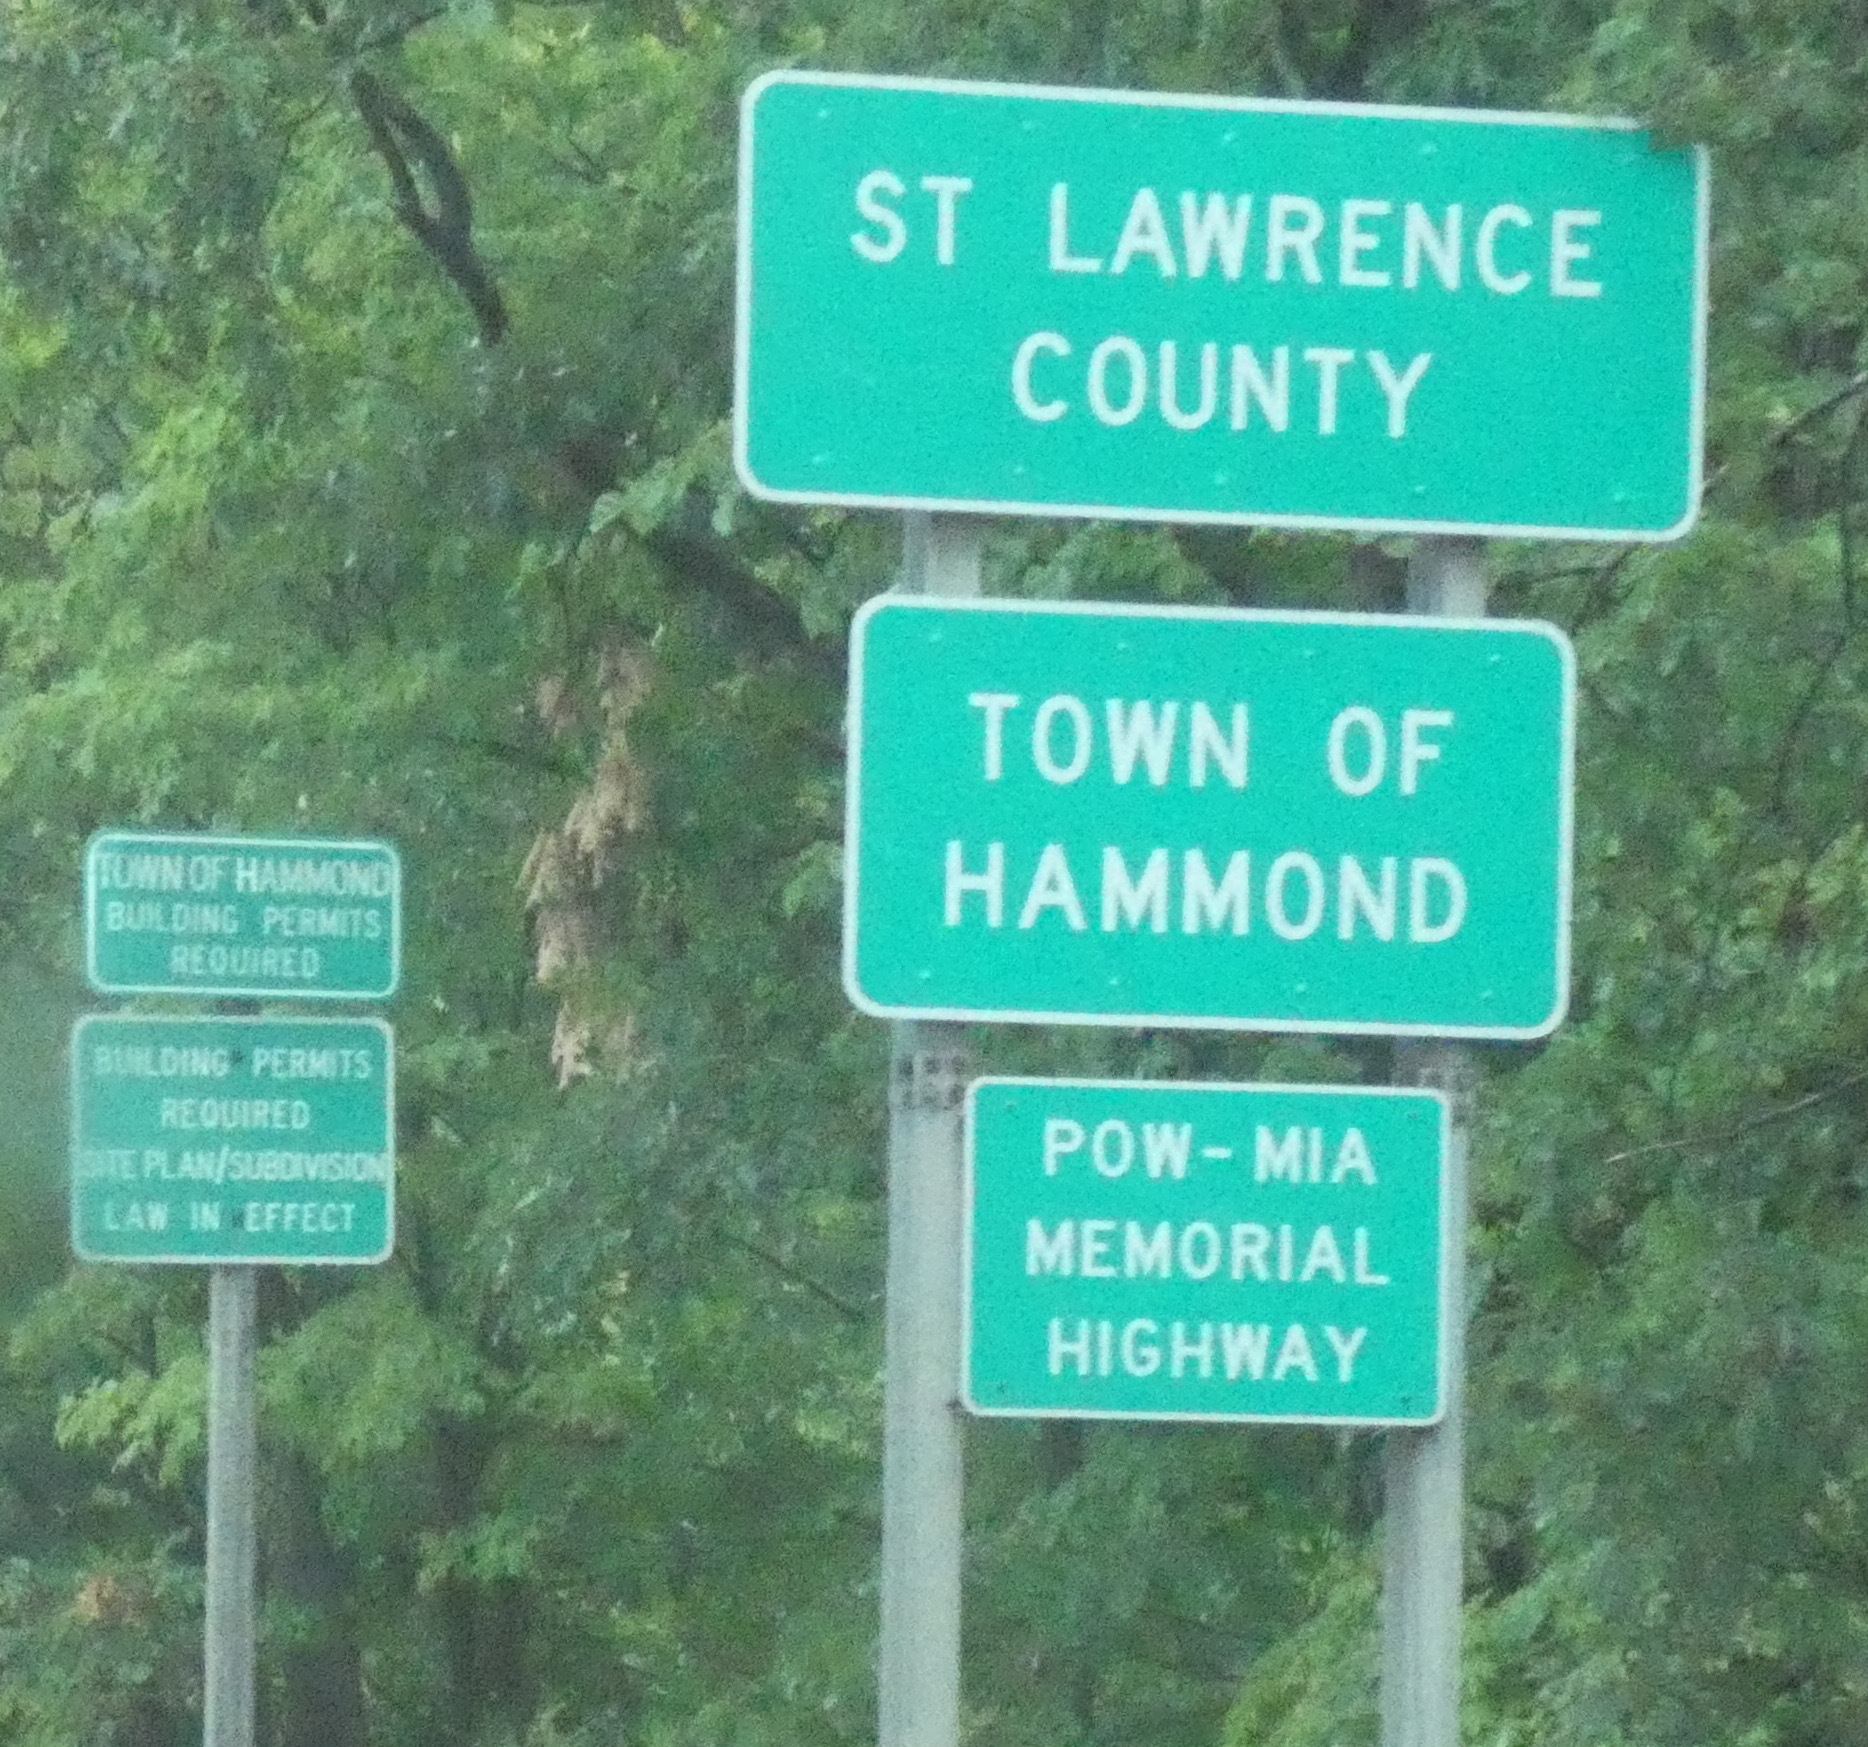 ST LAWRENCE
COUNTY
TOWN OF
HAMMOND
POW-MIA
MEMORIAL
HIGHWAY
TOWN OF HAMMOND
BUILDING PERMITS
REQUIRED
BUILDING PERMITS
REQUIRED
SITE PLAN/SUBDIVISION
LAW IN EFFECT